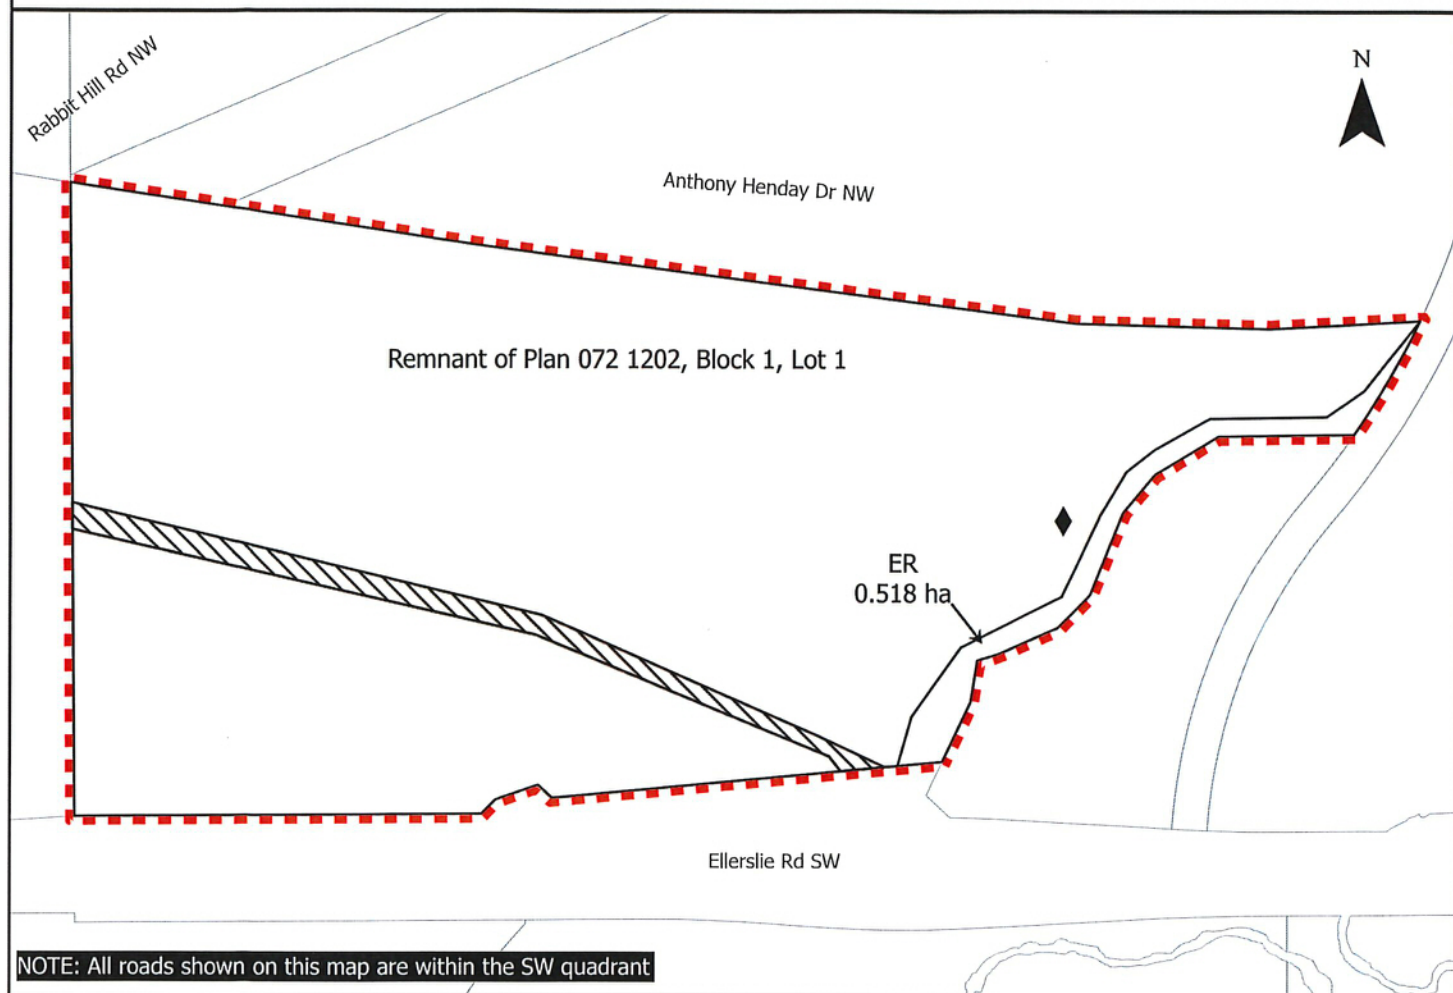 Rabbit Hill Rd NW
N
Anthony Henday Dr NW
Remnant of Plan 072 1202, Block 1, Lot 1
ER
0.518 ha
Ellerslie Rd SW
NOTE: All roads shown on this map are within the SW quadrant